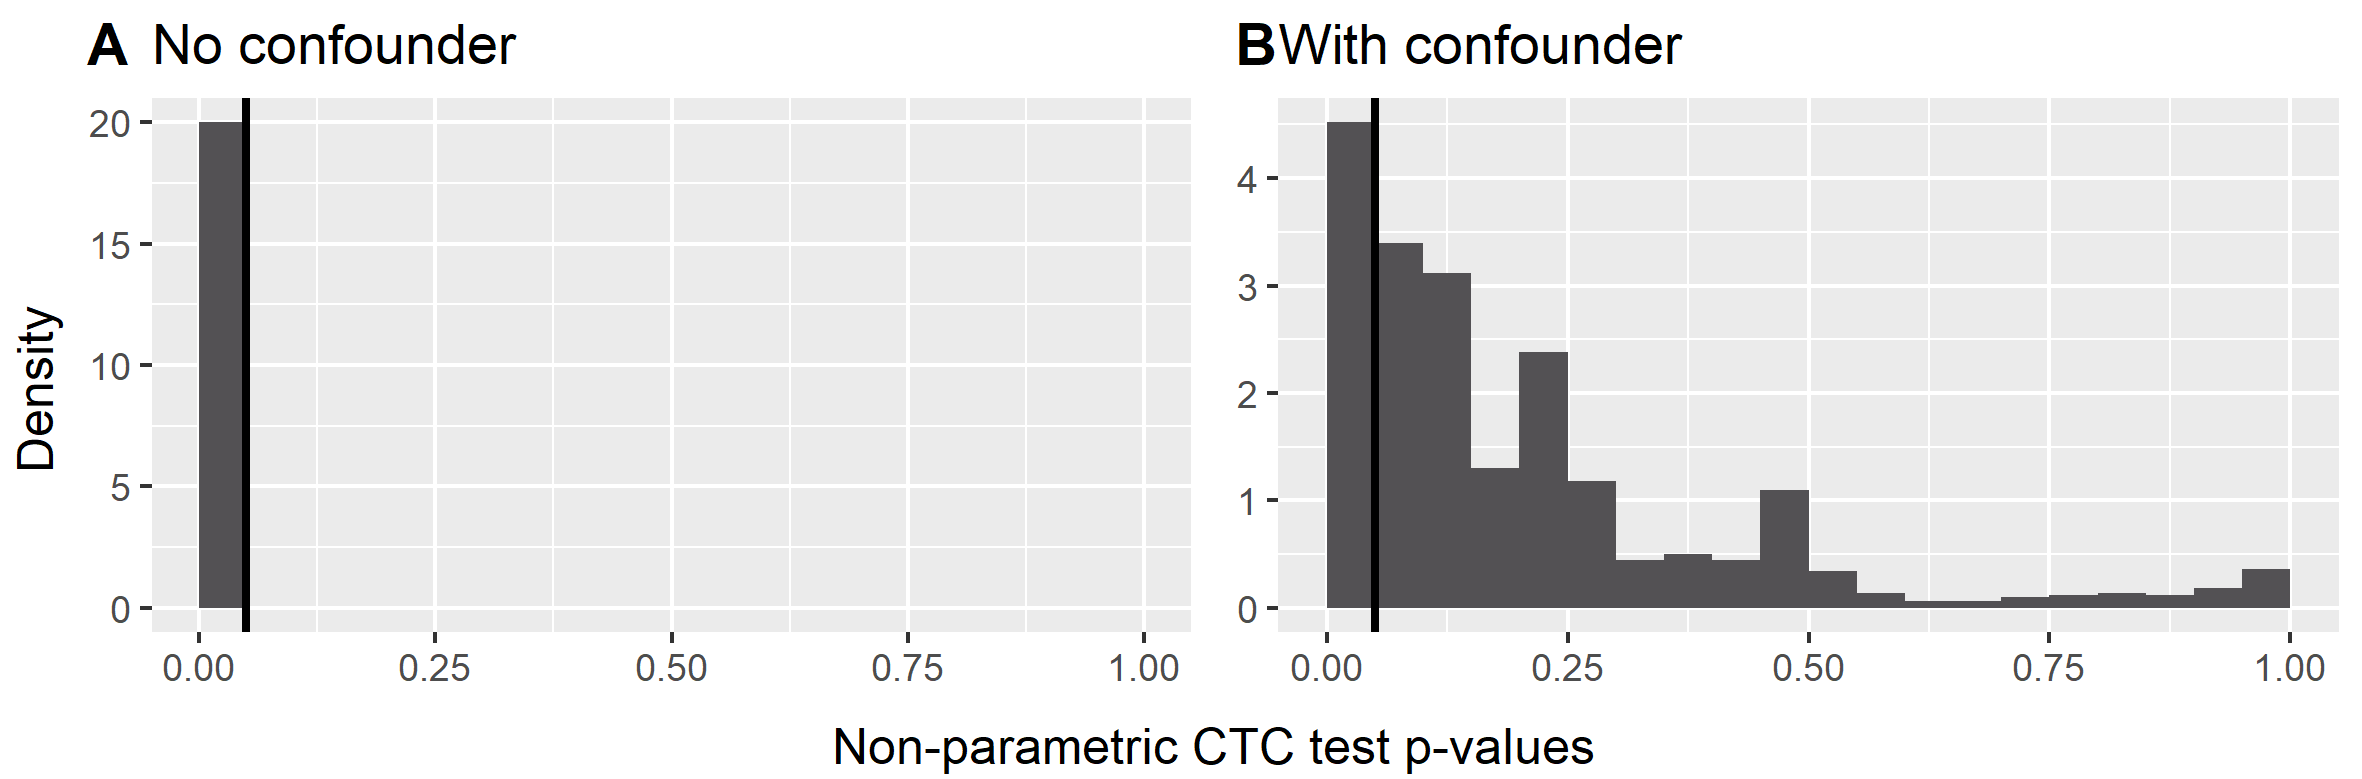 A No confounder
B With confounder
Density
20
15
10
5
0
0.00 0.25 0.50 0.75 1.00
4
3
2
1
0
0.00 0.25 0.50 0.75 1.00
Non-parametric CTC test p-values